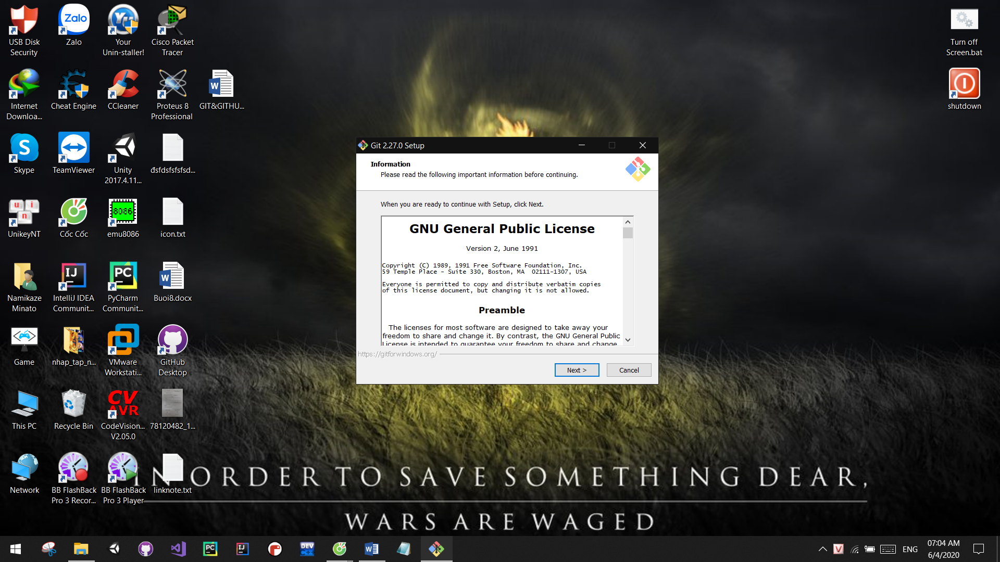 USB Disk
Security
Zalo
Zalo
Your
Unin-staller!
Cisco Packet
Tracer
Turn off
Screen.bat
Internet
Downloa...
Cheat Engine
CCleaner
Proteus 8
Professional
W
GIT&GITHU...
shutdown
S
Skype
TeamViewer
Unity
2017.4.11...
đsfdsfsfsfsd...
u i
n
UnikeyNT
Cốc Cốc
8086
emu8086
icon.txt
Namikaze
Minato
IJ
IntelliJ IDEA
Communit...
PC
PyCharm
Communit...
W
Buoi8.docx
Game
nhap_tap_n...
VMware
Workstati...
GitHub
Desktop
This PC
Recycle Bin
CV
AVR
CodeVision...
V2.05.0
78120482_1...
Network
BB FlashBack
Pro 3 Recor...
BB FlashBack
Pro 3 Player
linknote.txt
Git 2.27.0 Setup
Information
Please read the following important information before continuing.
When you are ready to continue with Setup, click Next.
GNU General Public License
Version 2, June 1991
Copyright (C) 1989, 1991 Free Software Foundation, Inc.
59 Temple Place - Suite 330, Boston, MA  02111-1307, USA
Everyone is permitted to copy and distribute verbatim copies
of this license document, but changing it is not allowed.
Preamble
The licenses for most software are designed to take away your
freedom to share and change it. By contrast, the GNU General Public
License is intended to guarantee your freedom to share and change
https://gitforwindows.org/
Next >
Cancel
IN ORDER TO SAVE SOMETHING DEAR,
WARS ARE WAGED
PC
IJ
DEV
C++
W
V
ENG
07:04 AM
6/4/2020